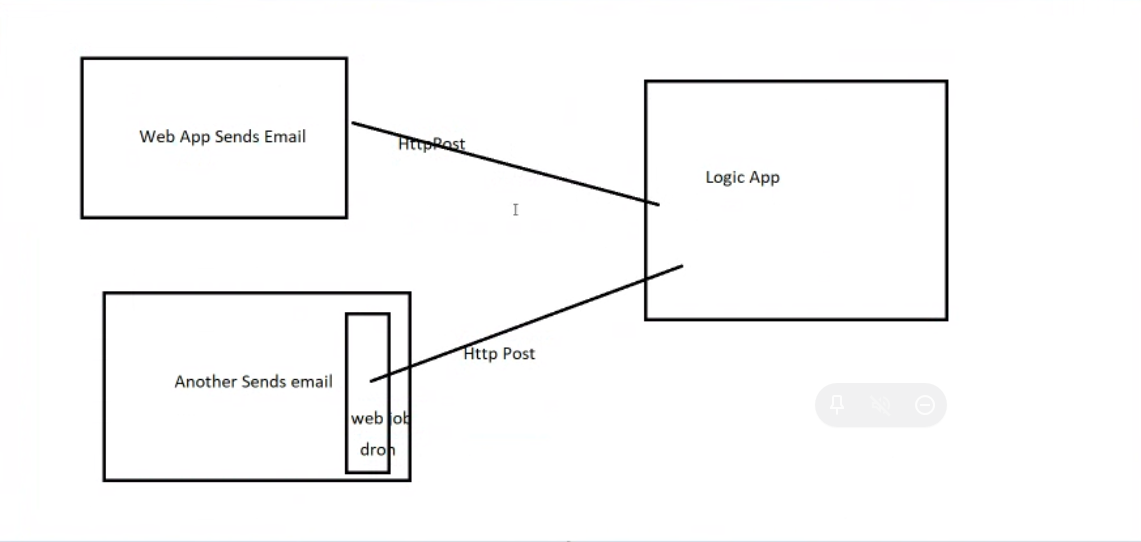 Web App Sends Email
HttpPost
Logic App
Another Sends email
Http Post
web job
dron